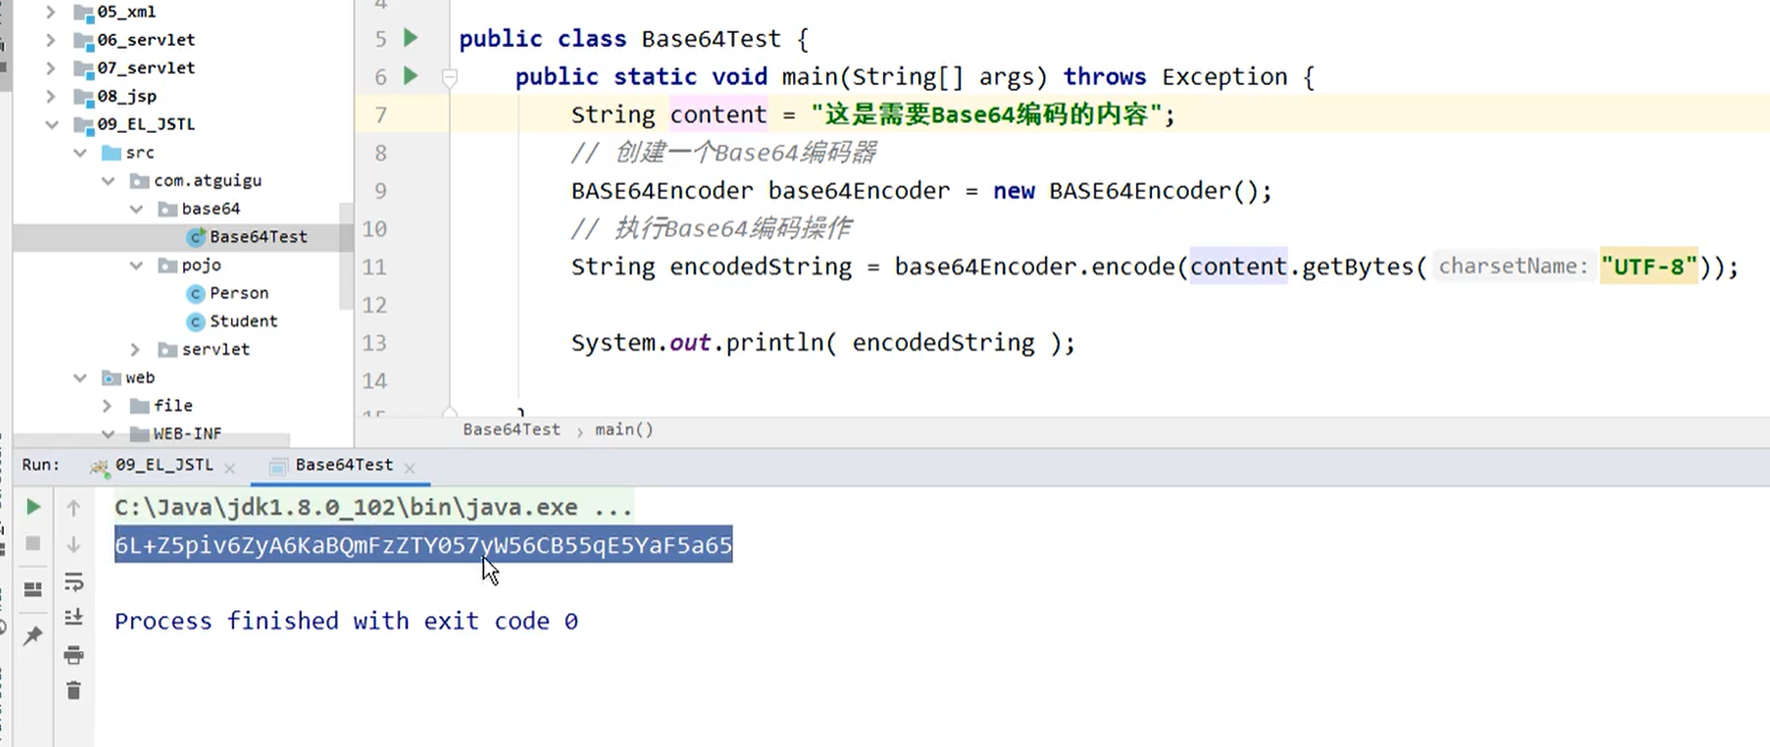 05_xml
06_servlet
07_servlet
08_jsp
09_EL_JSTL
src
com.atguigu
base64
Base64Test
pojo
Person
Student
servlet
web
file
WEB-INF
4
5 public class Base64Test {
6 public static void main(String[] args) throws Exception {
7 String content = "这是需要Base64编码的内容";
8 // 创建一个Base64编码器
9 BASE64Encoder base64Encoder = new BASE64Encoder();
10 // 执行Base64编码操作
11 String encodedString = base64Encoder.encode(content.getBytes( charsetName: "UTF-8"));
12
13 System.out.println( encodedString );
14
15 }
Base64Test › main()
Run: 09_EL_JSTL × Base64Test ×
C:\Java\jdk1.8.0_102\bin\java.exe ...
6L+Z5piv6ZyA6KaBQmFzZTY057yW56CB55qE5YaF5a65
Process finished with exit code 0